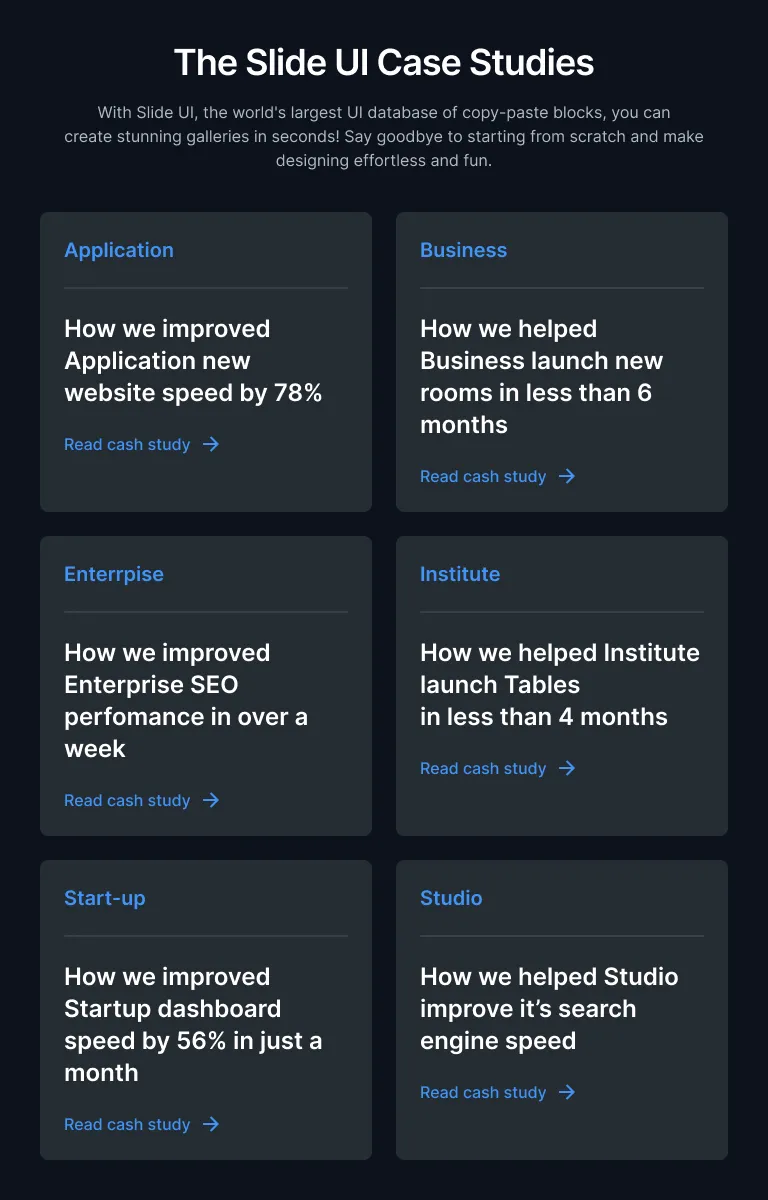 The Slide UI Case Studies
With Slide UI, the world's largest UI database of copy-paste blocks, you can
create stunning galleries in seconds! Say goodbye to starting from scratch and make
designing effortless and fun.
Application
How we improved
Application new
website speed by 78%
Read cash study
Business
How we helped
Business launch new
rooms in less than 6
months
Read cash study
Enterrpise
How we improved
Enterprise SEO
perfomance in over a
week
Read cash study
Institute
How we helped Institute
launch Tables
in less than 4 months
Read cash study
Start-up
How we improved
Startup dashboard
speed by 56% in just a
month
Read cash study
Studio
How we helped Studio
improve it’s search
engine speed
Read cash study